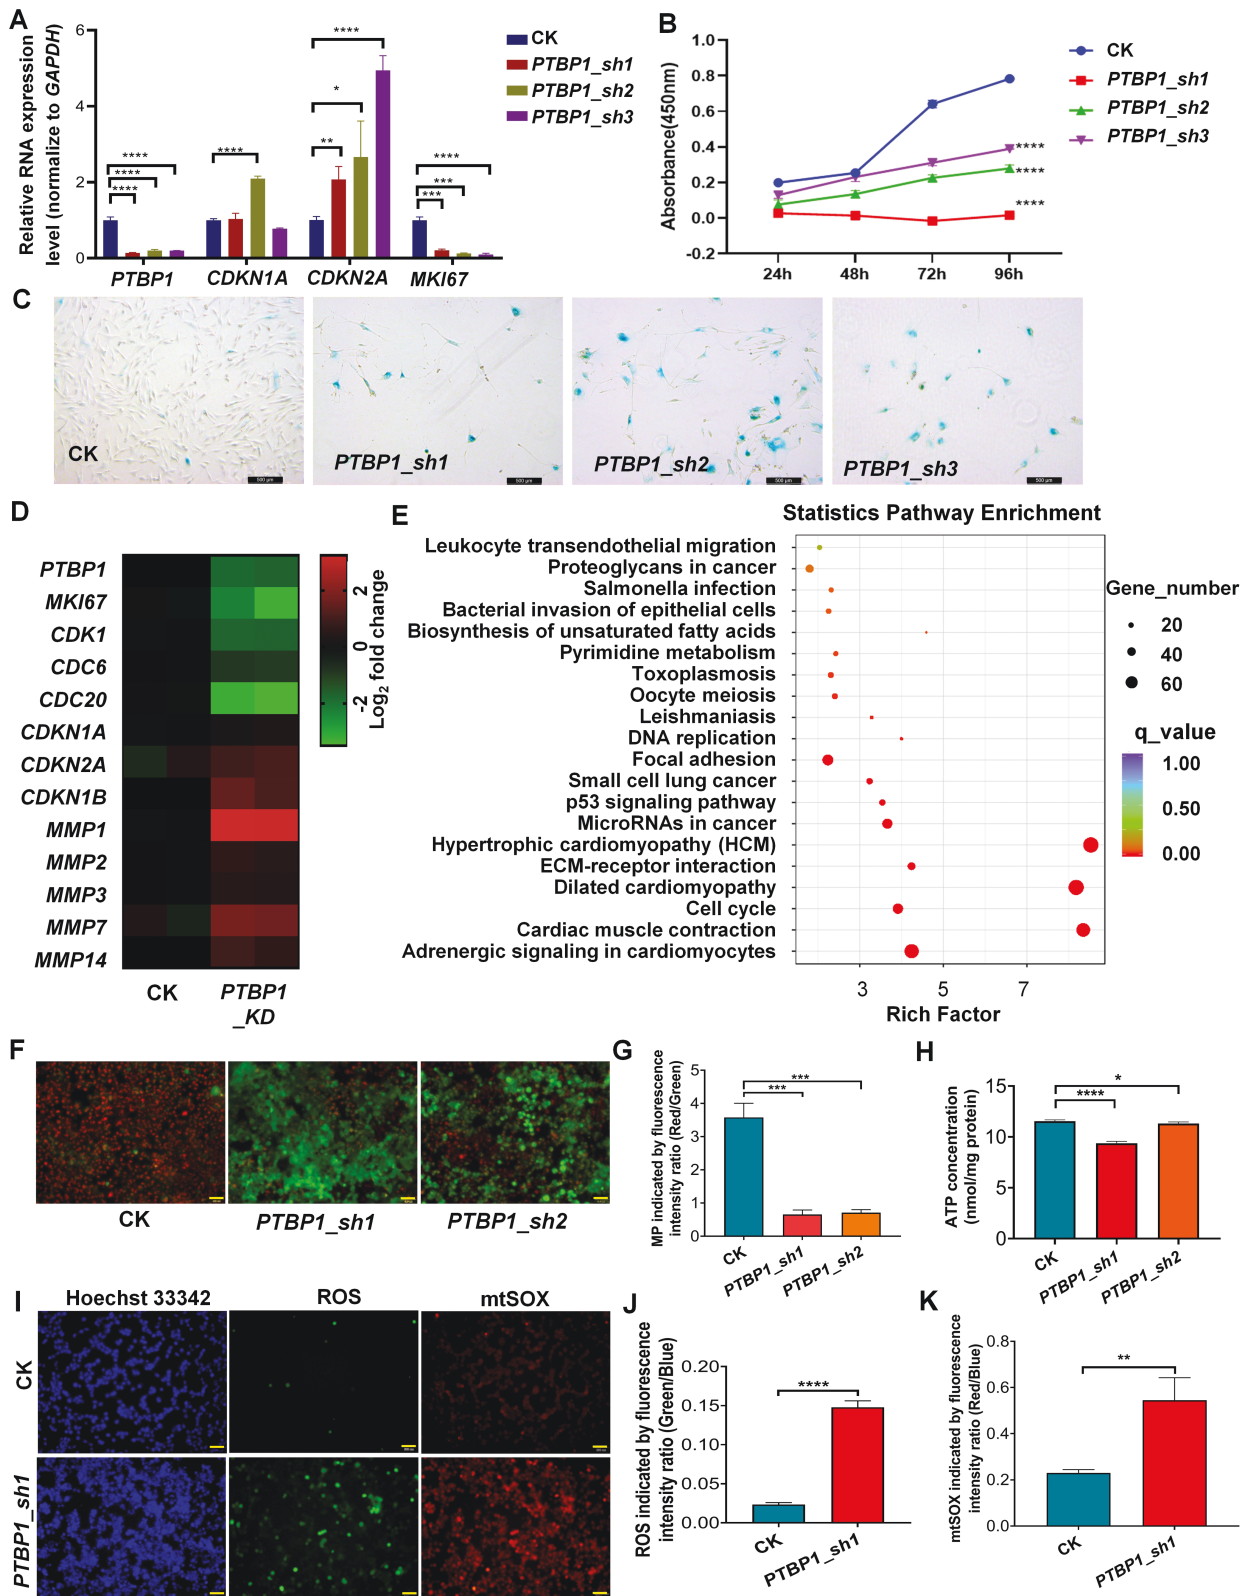 A
Relative RNA expression
level (normalize to GAPDH)
6
4
2
0
****
****
****
****
**
*
****
***
***
****
PTBP1
CDKN1A
CDKN2A
MKI67
CK
PTBP1_sh1
PTBP1_sh2
PTBP1_sh3
B
Absorbance(450nm)
1.0
0.8
0.6
0.4
0.2
0.0
-0.2
24h
48h
72h
96h
****
****
****
CK
PTBP1_sh1
PTBP1_sh2
PTBP1_sh3
C
CK
500 µm
PTBP1_sh1
500 µm
PTBP1_sh2
500 µm
PTBP1_sh3
500 µm
D
PTBP1
MKI67
CDK1
CDC6
CDC20
CDKN1A
CDKN2A
CDKN1B
MMP1
MMP2
MMP3
MMP7
MMP14
CK
PTBP1
_KD
2
0
-2
Log2 fold change
E
Statistics Pathway Enrichment
Leukocyte transendothelial migration
Proteoglycans in cancer
Salmonella infection
Bacterial invasion of epithelial cells
Biosynthesis of unsaturated fatty acids
Pyrimidine metabolism
Toxoplasmosis
Oocyte meiosis
Leishmaniasis
DNA replication
Focal adhesion
Small cell lung cancer
p53 signaling pathway
MicroRNAs in cancer
Hypertrophic cardiomyopathy (HCM)
ECM-receptor interaction
Dilated cardiomyopathy
Cell cycle
Cardiac muscle contraction
Adrenergic signaling in cardiomyocytes
3
5
7
Rich Factor
Gene_number
20
40
60
q_value
1.00
0.50
0.00
F
CK
PTBP1_sh1
PTBP1_sh2
G
MP indicated by fluorescence
intensity ratio (Red/Green)
5
4
3
2
1
0
***
***
CK
PTBP1_sh1
PTBP1_sh2
H
ATP concentration
(nmol/mg protein)
15
10
5
0
****
*
CK
PTBP1_sh1
PTBP1_sh2
I
Hoechst 33342
ROS
mtSOX
CK
PTBP1_sh1
J
ROS indicated by fluorescence
intensity ratio (Green/Blue)
0.20
0.15
0.10
0.05
0.00
****
CK
PTBP1_sh1
K
mtSOX indicated by fluorescence
intensity ratio (Red/Blue)
0.8
0.6
0.4
0.2
0.0
**
CK
PTBP1_sh1